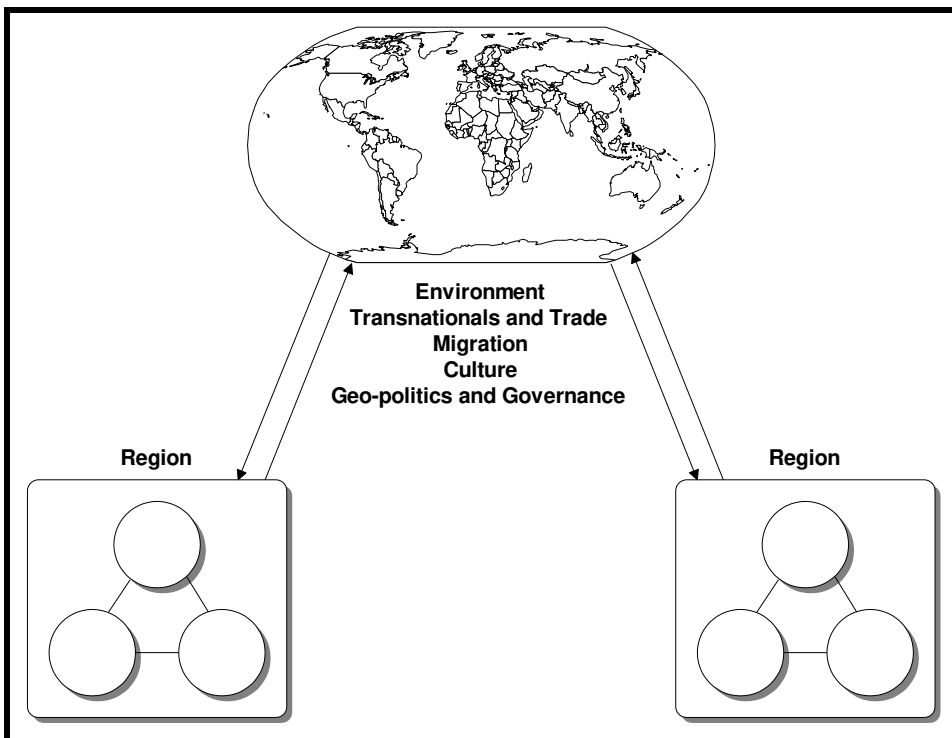 Environment
Transnationals and Trade
Migration
Culture
Geo-politics and Governance
Region
Region